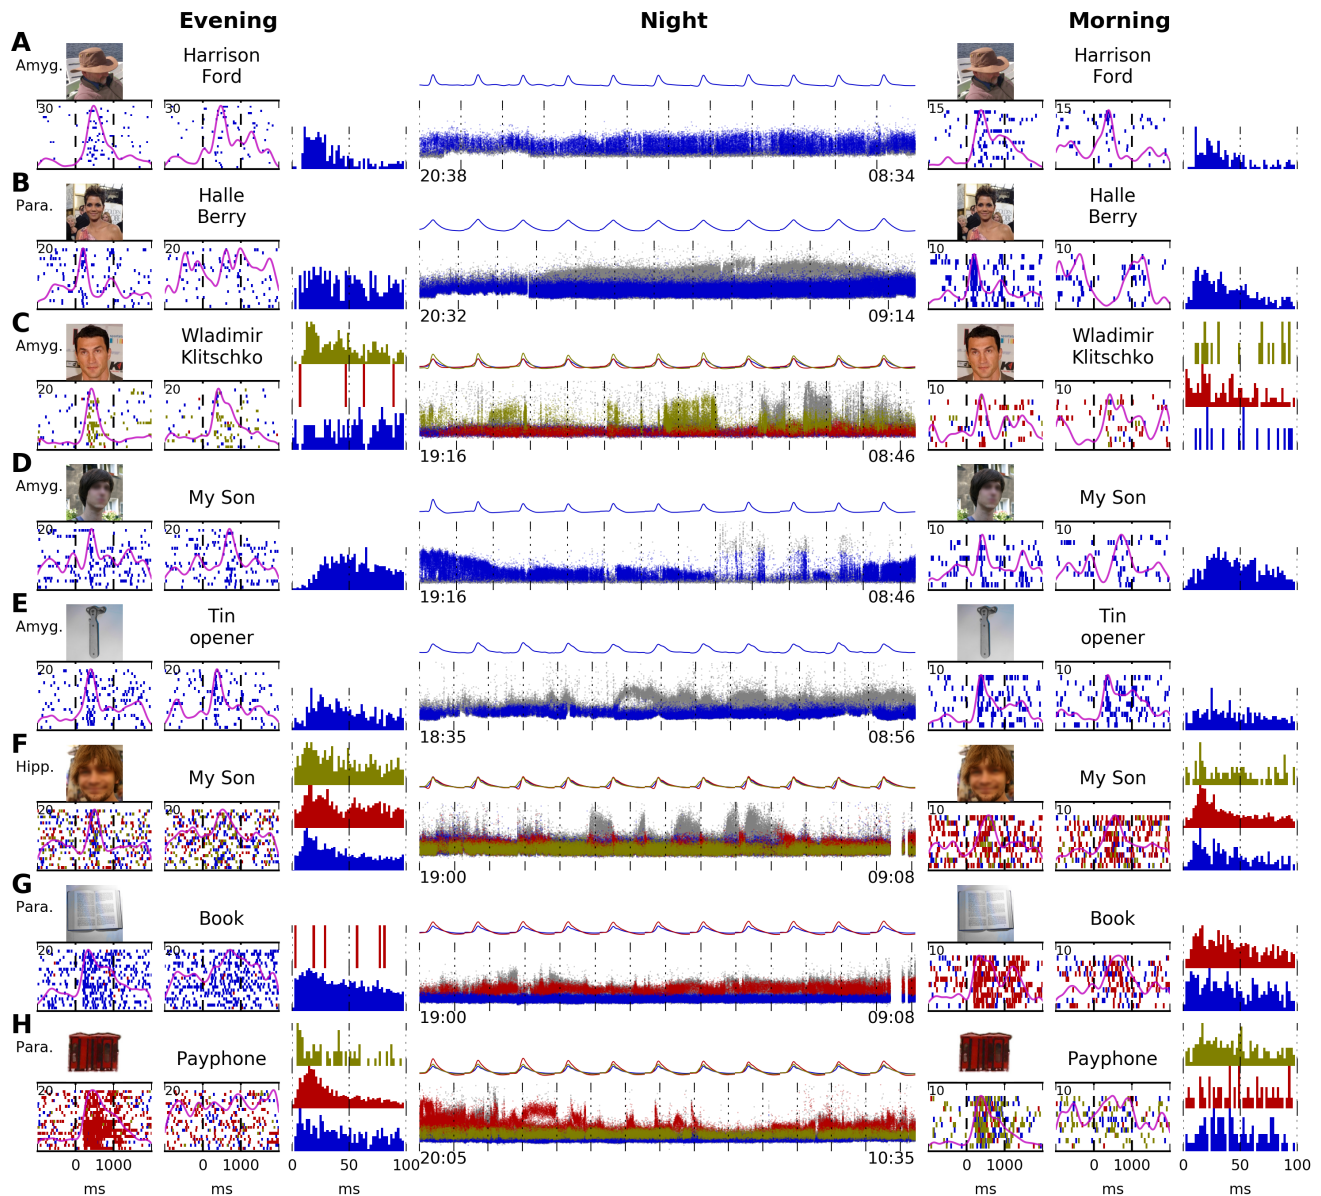 Evening Night Morning
A
Amyg.
Harrison
Ford
Harrison
Ford
30 30 15 15
20:38 08:34
B
Para.
Halle
Berry
Halle
Berry
20 20 10 10
20:32 09:14
C
Amyg.
Wladimir
Klitschko
Wladimir
Klitschko
20 20 10 10
19:16 08:46
D
Amyg.
My Son My Son
20 20 10 10
19:16 08:46
E
Amyg.
Tin
opener
Tin
opener
20 20 10 10
18:35 08:56
F
Hipp.
My Son My Son
20 20 10 10
19:00 09:08
G
Para.
Book Book
20 20 10 10
19:00 09:08
H
Para.
Payphone Payphone
20 20 10 10
20:05 10:35
0 1000 0 1000 0 50 100 0 1000 0 1000 0 50 100
ms ms ms ms ms ms